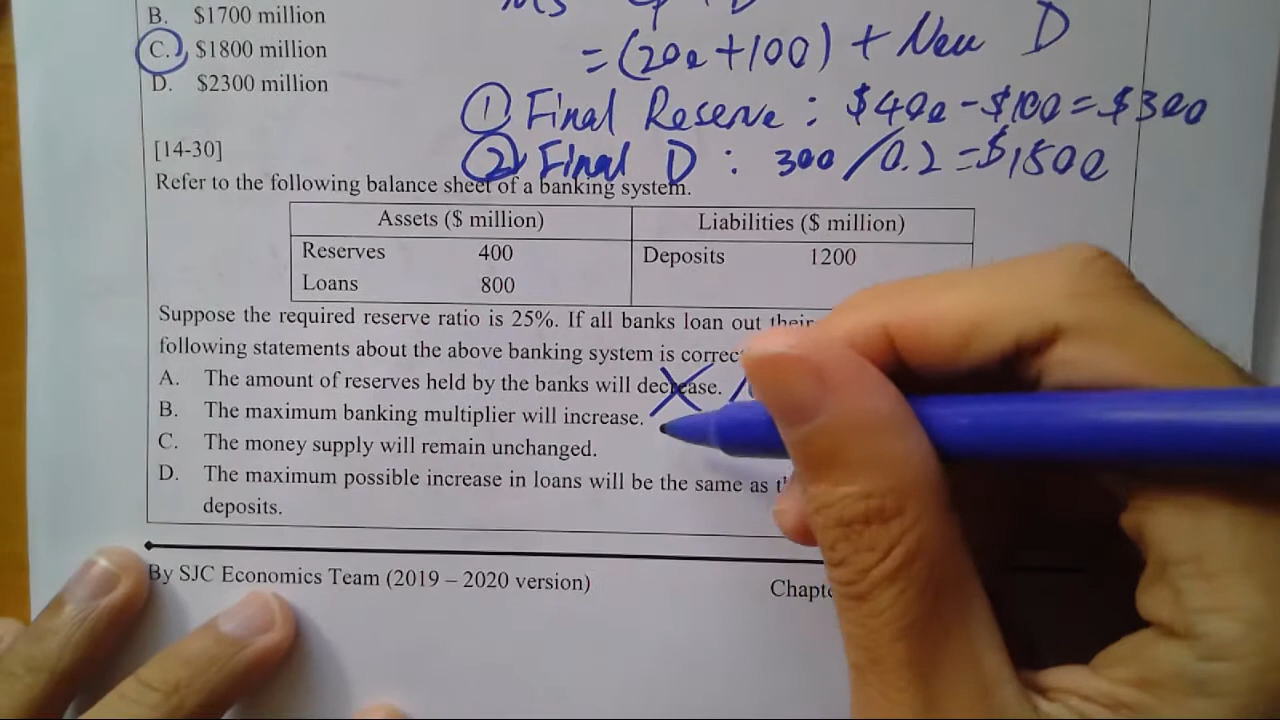 B. $1700 million
C. $1800 million
D. $2300 million
= (200 + 100) + New D
① Final Reserve : $400 - $100 = $300
② Final D : 300 / 0.2 = $1500
[14-30]
Refer to the following balance sheet of a banking system.
Assets ($ million) Liabilities ($ million)
Reserves 400 Deposits 1200
Loans 800
Suppose the required reserve ratio is 25%. If all banks loan out their
following statements about the above banking system is correc
A. The amount of reserves held by the banks will decrease.
B. The maximum banking multiplier will increase.
C. The money supply will remain unchanged.
D. The maximum possible increase in loans will be the same as
deposits.
By SJC Economics Team (2019 – 2020 version) Chapte